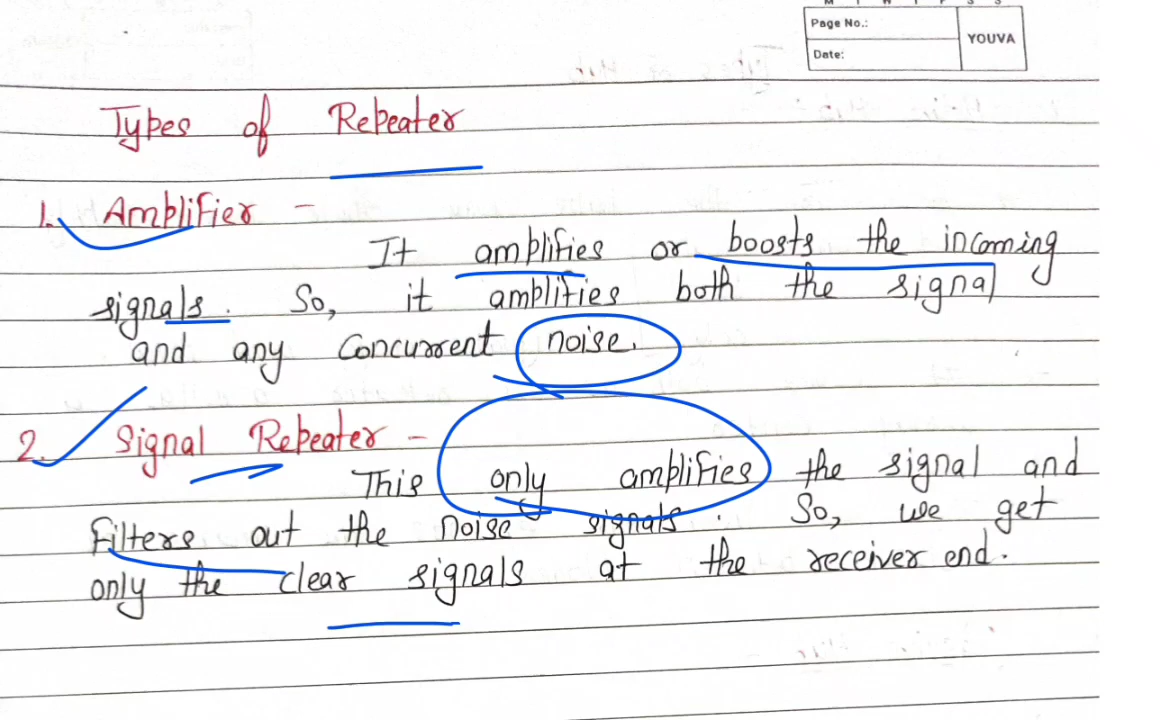 Page No.:
YOUVA
Date:
Types of Repeater
1. Amplifier -
It amplifies or boosts the incoming
signals. So, it amplifies both the signal
and any concurrent noise.
2. Signal Repeater -
This only amplifies the signal and
filters out the noise signals. So, we get
only the clear signals at the receiver end.